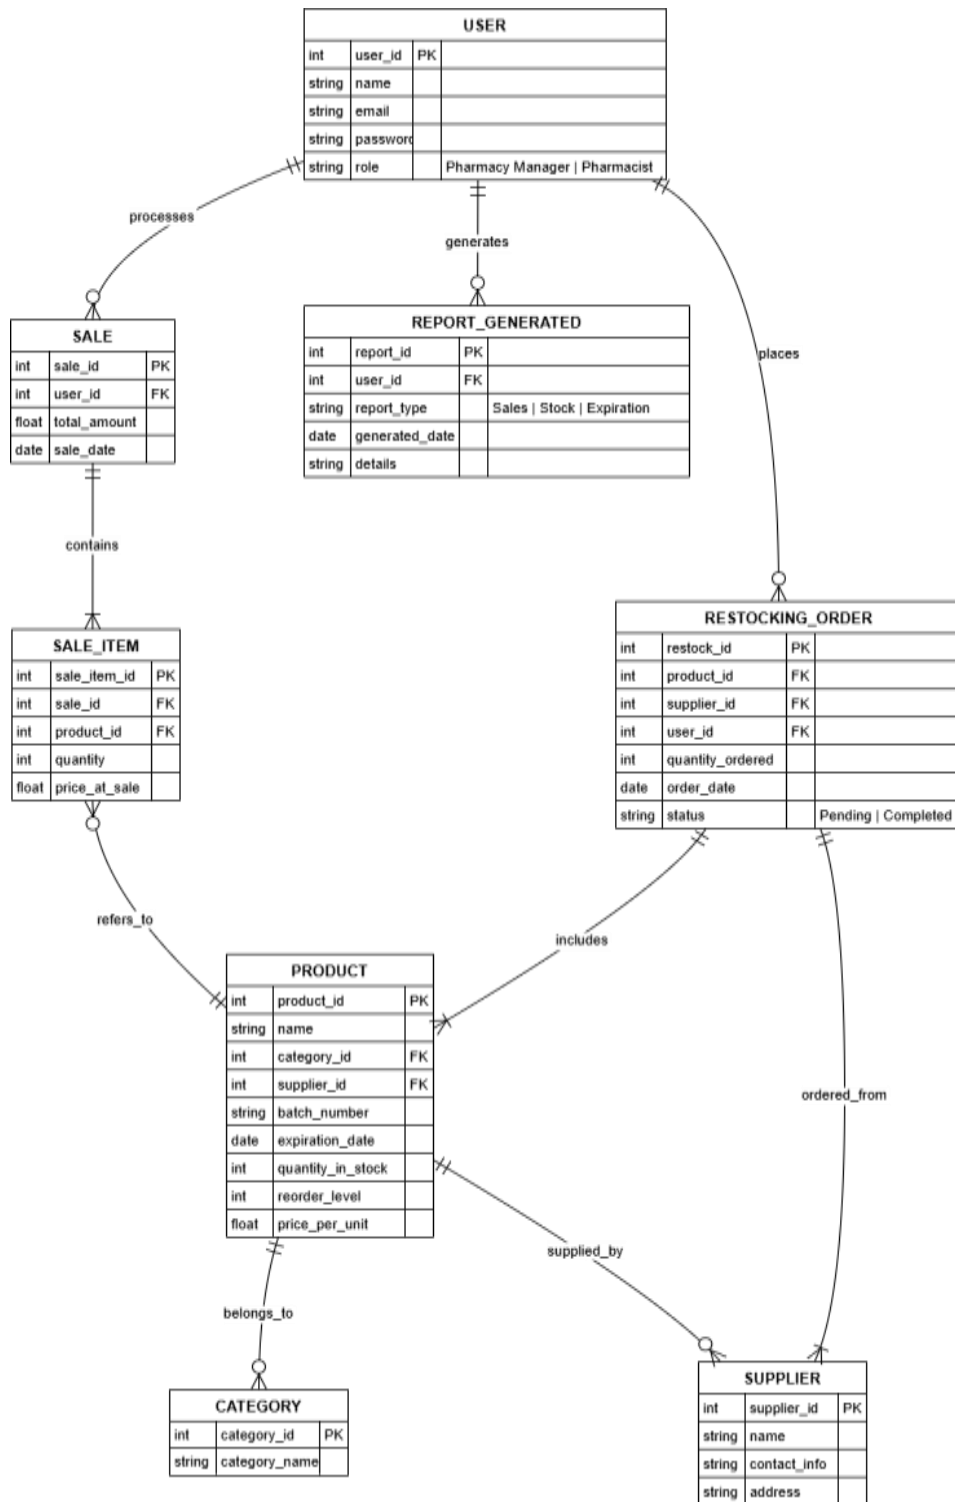 USER
int user_id PK
string name
string email
string password
string role Pharmacy Manager | Pharmacist
processes
generates
places
SALE
int sale_id PK
int user_id FK
float total_amount
date sale_date
REPORT_GENERATED
int report_id PK
int user_id FK
string report_type Sales | Stock | Expiration
date generated_date
string details
contains
RESTOCKING_ORDER
int restock_id PK
int product_id FK
int supplier_id FK
int user_id FK
int quantity_ordered
date order_date
string status Pending | Completed
SALE_ITEM
int sale_item_id PK
int sale_id FK
int product_id FK
int quantity
float price_at_sale
refers_to
includes
PRODUCT
int product_id PK
string name
int category_id FK
int supplier_id FK
string batch_number
date expiration_date
int quantity_in_stock
int reorder_level
float price_per_unit
ordered_from
supplied_by
belongs_to
CATEGORY
int category_id PK
string category_name
SUPPLIER
int supplier_id PK
string name
string contact_info
string address